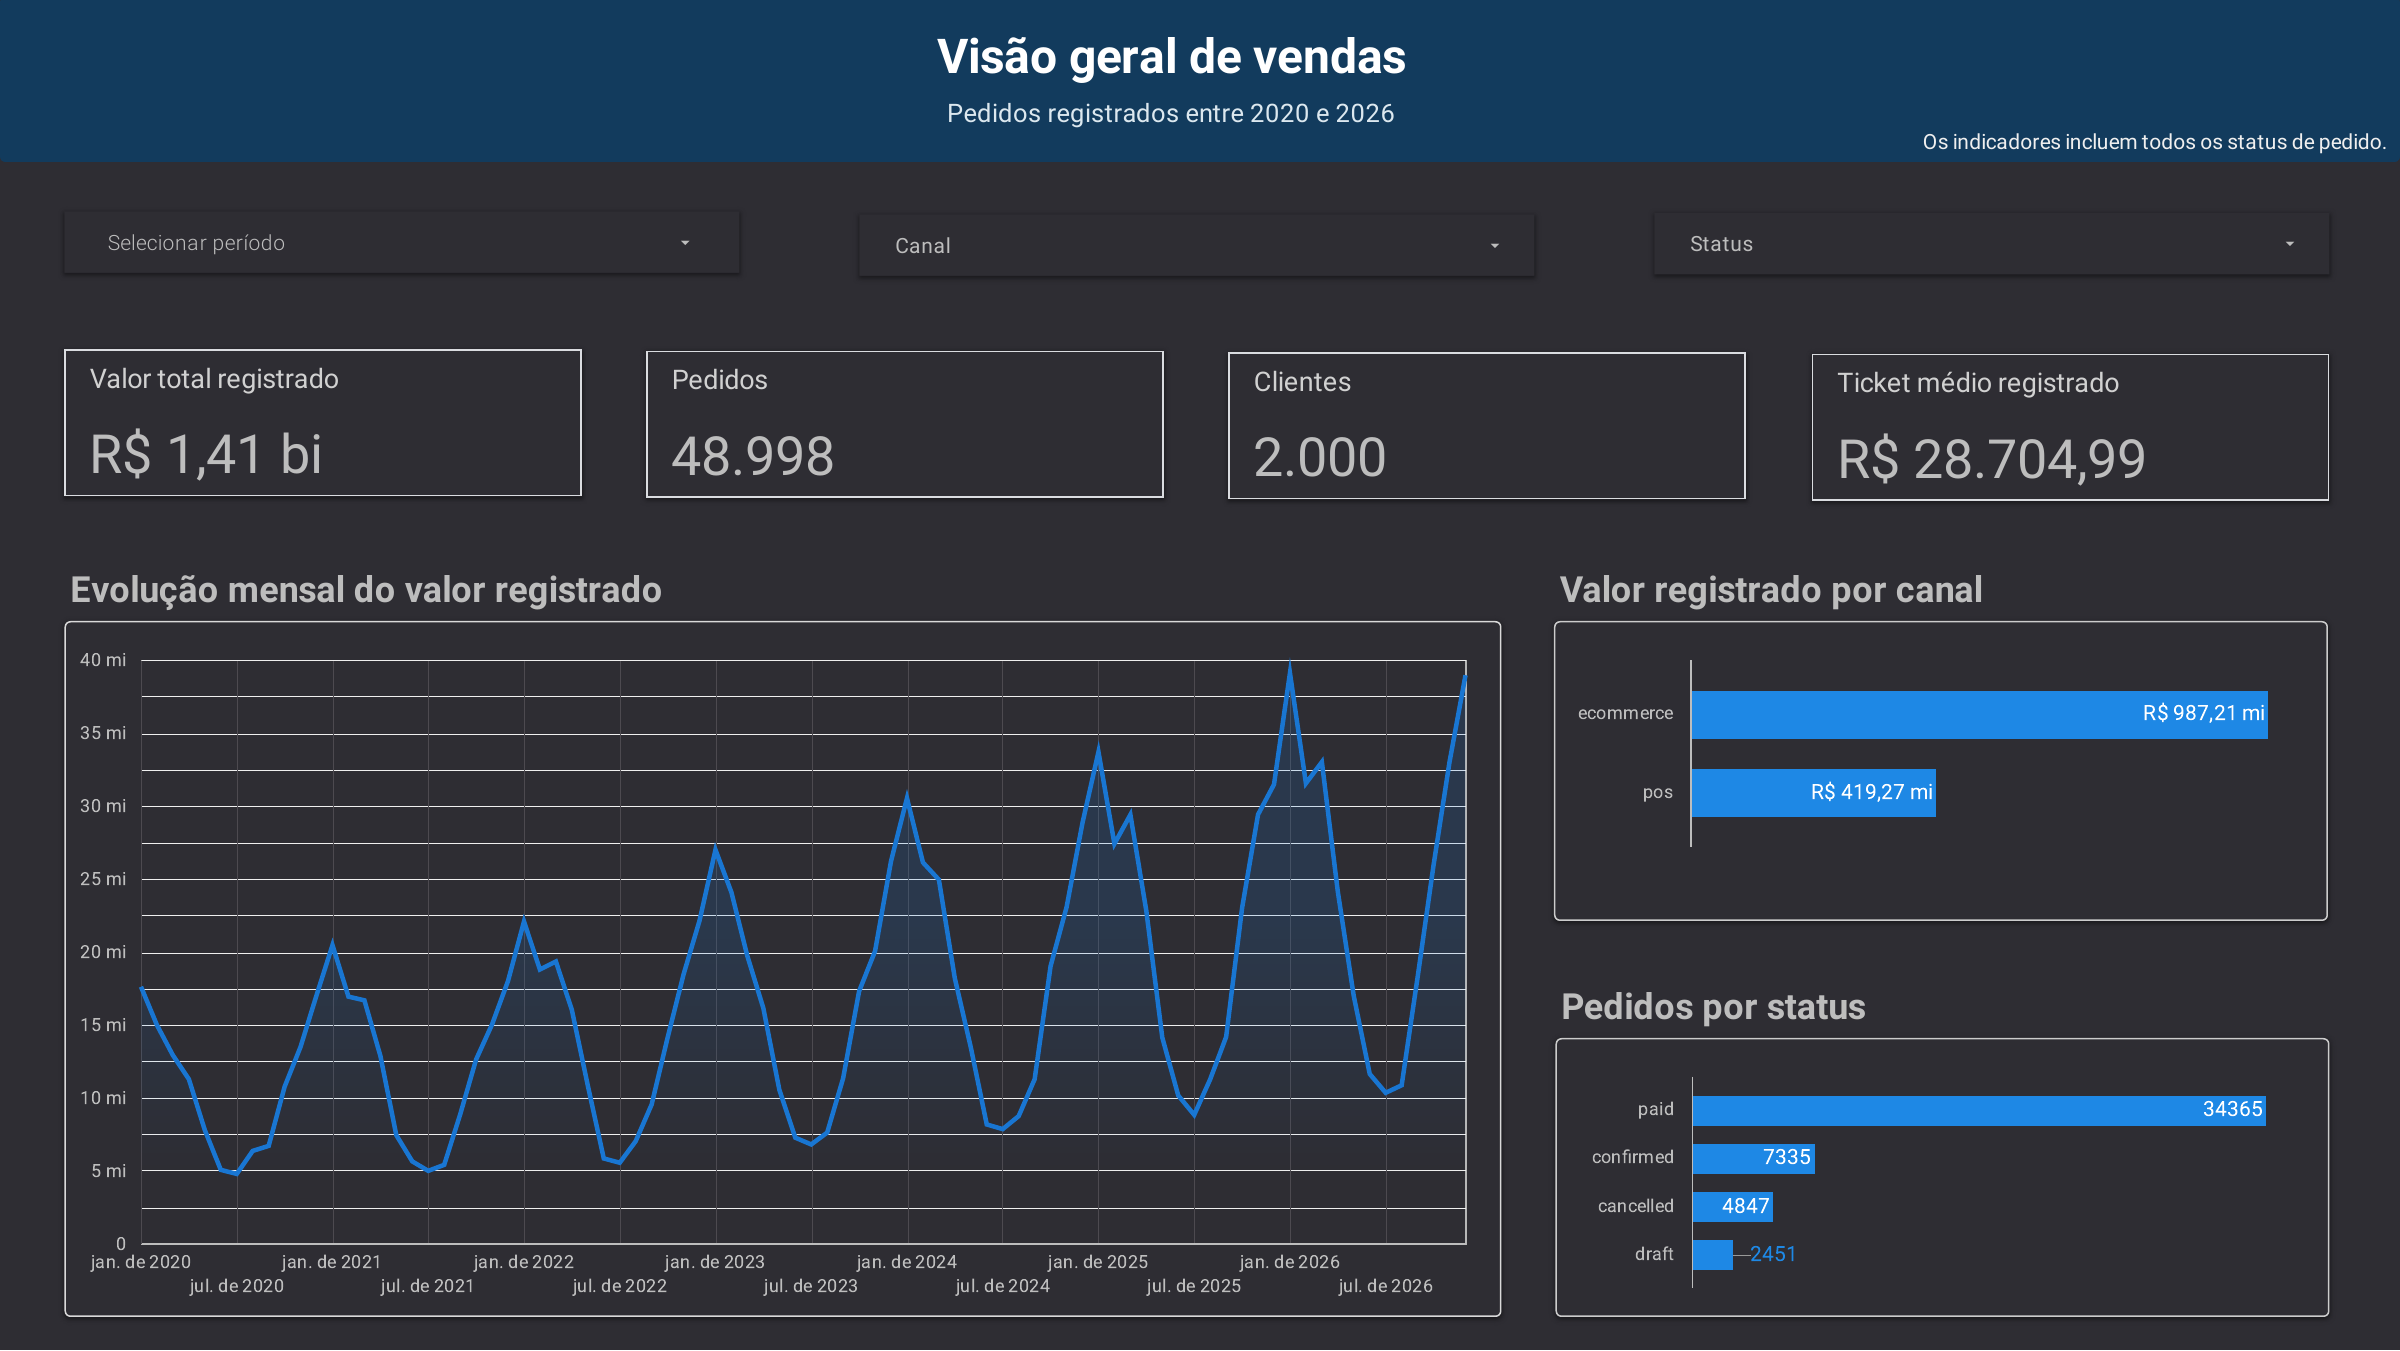 Visão geral de vendas
Pedidos registrados entre 2020 e 2026
Os indicadores incluem todos os status de pedido.
Selecionar período
Canal
Status
Valor total registrado
R$ 1,41 bi
Pedidos
48.998
Clientes
2.000
Ticket médio registrado
R$ 28.704,99
Evolução mensal do valor registrado
40 mi
35 mi
30 mi
25 mi
20 mi
15 mi
10 mi
5 mi
0
jan. de 2020
jul. de 2020
jan. de 2021
jul. de 2021
jan. de 2022
jul. de 2022
jan. de 2023
jul. de 2023
jan. de 2024
jul. de 2024
jan. de 2025
jul. de 2025
jan. de 2026
jul. de 2026
Valor registrado por canal
ecommerce
R$ 987,21 mi
pos
R$ 419,27 mi
Pedidos por status
paid
34365
confirmed
7335
cancelled
4847
draft
2451